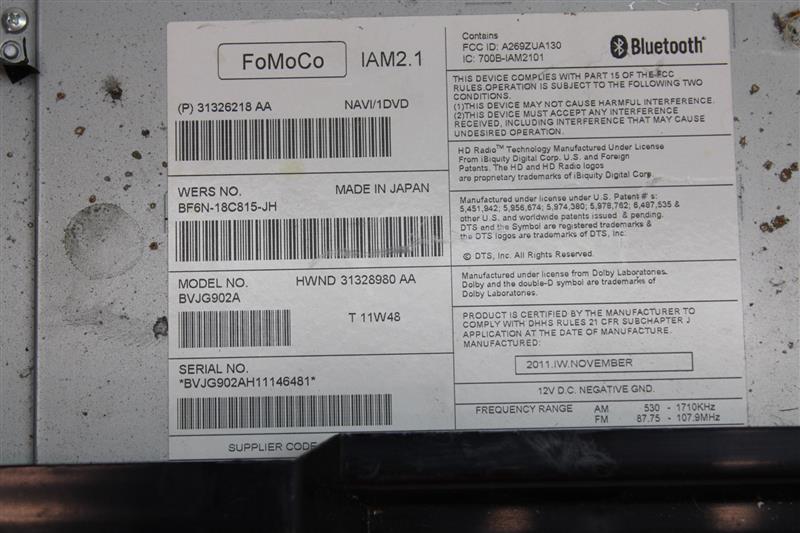 FoMoCo IAM2.1
(P) 31326218 AA NAVI/1DVD
WERS NO. MADE IN JAPAN
BF6N-18C815-JH
MODEL NO. HWND 31328980 AA
BVJG902A
T 11W48
SERIAL NO.
*BVJG902AH11146481*
SUPPLIER CODE
Contains
FCC ID: A269ZUA130
IC: 700B-IAM2101
Bluetooth®
THIS DEVICE COMPLIES WITH PART 15 OF THE FCC
RULES.OPERATION IS SUBJECT TO THE FOLLOWING TWO
CONDITIONS.
(1)THIS DEVICE MAY NOT CAUSE HARMFUL INTERFERENCE.
(2)THIS DEVICE MUST ACCEPT ANY INTERFERENCE
RECEIVED, INCLUDING INTERFERENCE THAT MAY CAUSE
UNDESIRED OPERATION.
HD Radio™ Technology Manufactured Under License
From iBiquity Digital Corp. U.S. and Foreign
Patents. The HD and HD Radio logos
are proprietary trademarks of iBiquity Digital Corp.
Manufactured under license under U.S. Patent #'s:
5,451,942; 5,956,674; 5,974,380; 5,978,762; 6,487,535 &
other U.S. and worldwide patents issued & pending.
DTS and the Symbol are registered trademarks &
the DTS logos are trademarks of DTS, Inc.
© DTS, Inc. All Rights Reserved.
Manufactured under license from Dolby Laboratories.
Dolby and the double-D symbol are trademarks of
Dolby Laboratories.
PRODUCT IS CERTIFIED BY THE MANUFACTURER TO
COMPLY WITH DHHS RULES 21 CFR SUBCHAPTER J
APPLICATION AT THE DATE OF MANUFACTURE.
MANUFACTURED:
2011.IW.NOVEMBER
12V D.C. NEGATIVE GND.
FREQUENCY RANGE AM 530 - 1710KHz
FM 87.75 - 107.9MHz